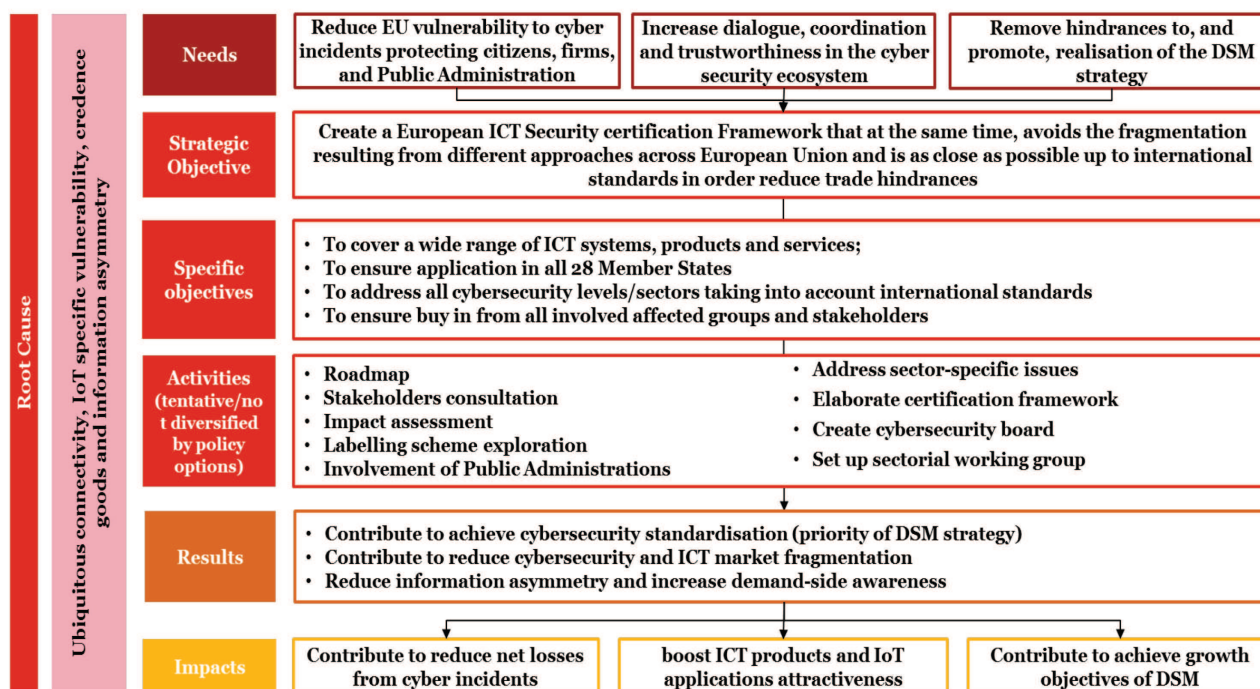 Root Cause
Ubiquitous connectivity, IoT specific vulnerability, credence
goods and information asymmetry
Needs
Reduce EU vulnerability to cyber
incidents protecting citizens, firms,
and Public Administration
Increase dialogue, coordination
and trustworthiness in the cyber
security ecosystem
Remove hindrances to, and
promote, realisation of the DSM
strategy
Strategic
Objective
Create a European ICT Security certification Framework that at the same time, avoids the fragmentation
resulting from different approaches across European Union and is as close as possible up to international
standards in order reduce trade hindrances
Specific
objectives
• To cover a wide range of ICT systems, products and services;
• To ensure application in all 28 Member States
• To address all cybersecurity levels/sectors taking into account international standards
• To ensure buy in from all involved affected groups and stakeholders
Activities
(tentative/no
t diversified
by policy
options)
• Roadmap
• Stakeholders consultation
• Impact assessment
• Labelling scheme exploration
• Involvement of Public Administrations
• Address sector-specific issues
• Elaborate certification framework
• Create cybersecurity board
• Set up sectorial working group
Results
• Contribute to achieve cybersecurity standardisation (priority of DSM strategy)
• Contribute to reduce cybersecurity and ICT market fragmentation
• Reduce information asymmetry and increase demand-side awareness
Impacts
Contribute to reduce net losses
from cyber incidents
boost ICT products and IoT
applications attractiveness
Contribute to achieve growth
objectives of DSM